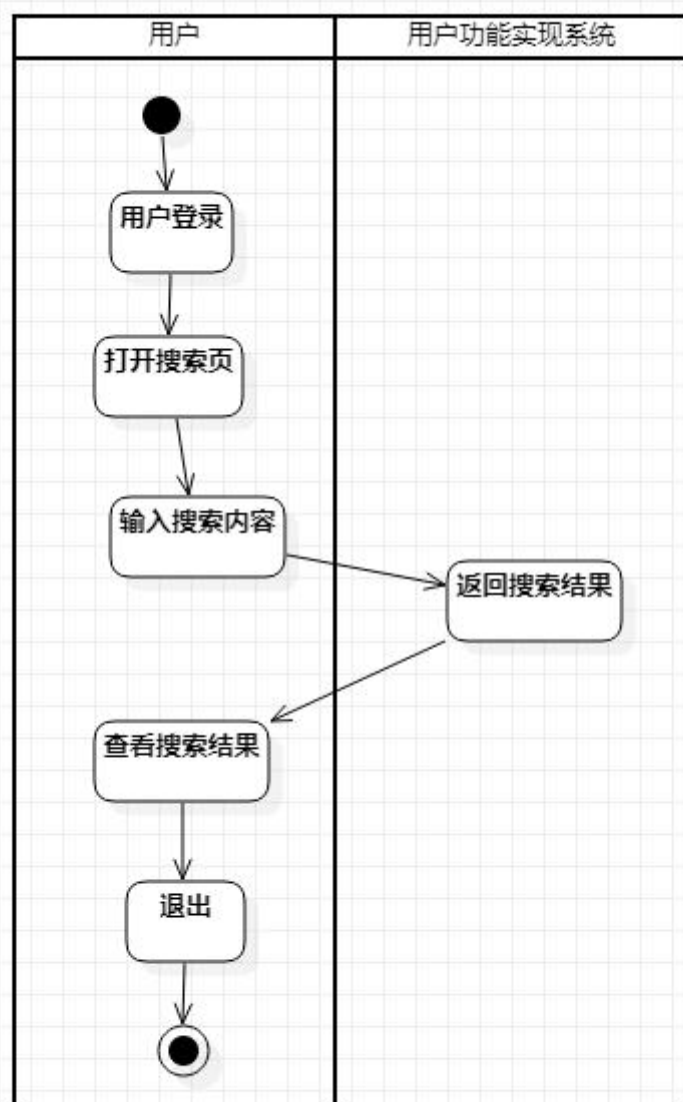 用户
用户功能实现系统
用户登录
打开搜索页
输入搜索内容
返回搜索结果
查看搜索结果
退出